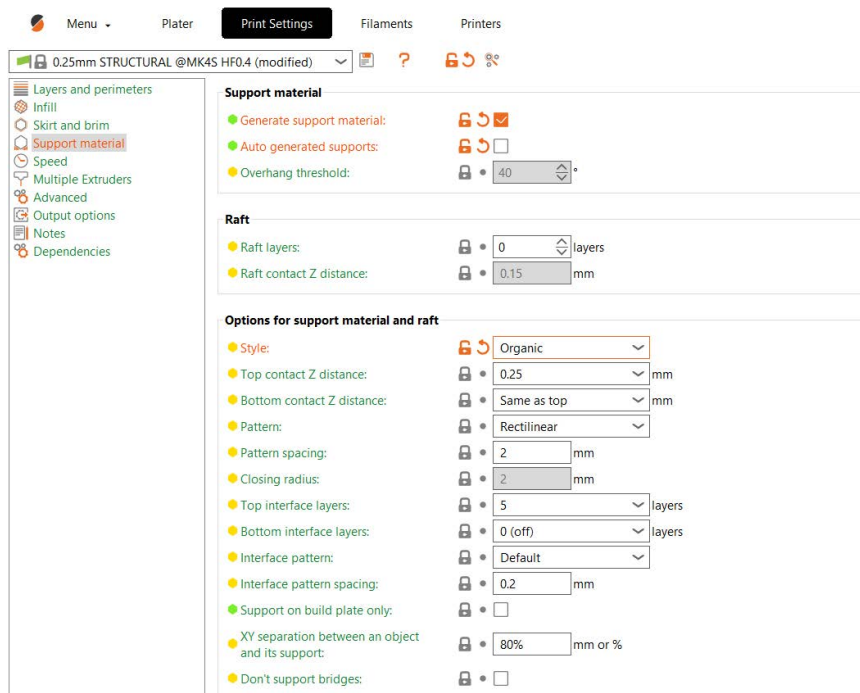 Menu
Plater
Print Settings
Filaments
Printers
0.25mm STRUCTURAL @MK4S HF0.4 (modified)
?
Layers and perimeters
Infill
Skirt and brim
Support material
Speed
Multiple Extruders
Advanced
Output options
Notes
Dependencies
Support material
Generate support material:
Auto generated supports:
Overhang threshold: 40 °
Raft
Raft layers: 0 layers
Raft contact Z distance: 0.15 mm
Options for support material and raft
Style: Organic
Top contact Z distance: 0.25 mm
Bottom contact Z distance: Same as top mm
Pattern: Rectilinear
Pattern spacing: 2 mm
Closing radius: 2 mm
Top interface layers: 5 layers
Bottom interface layers: 0 (off) layers
Interface pattern: Default
Interface pattern spacing: 0.2 mm
Support on build plate only:
XY separation between an object
and its support: 80% mm or %
Don't support bridges: